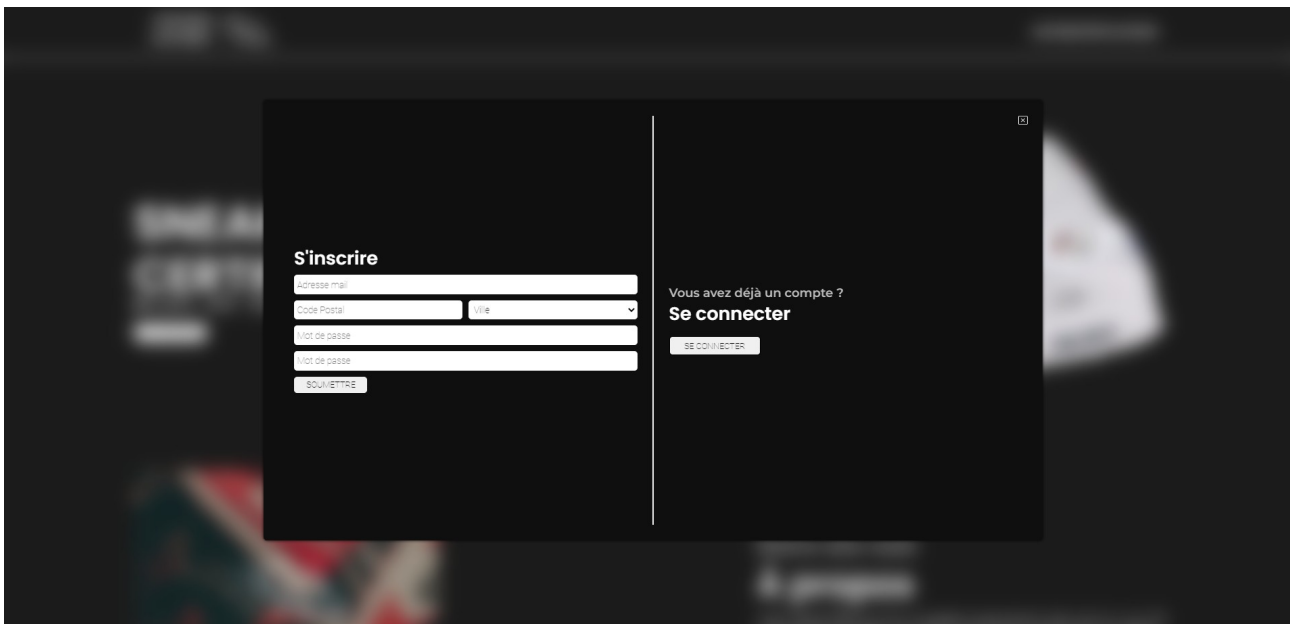 S'inscrire
Adresse mail
Code Postal
Ville
Mot de passe
Mot de passe
SOUMETTRE
Vous avez déjà un compte ?
Se connecter
SE CONNECTER
À propos